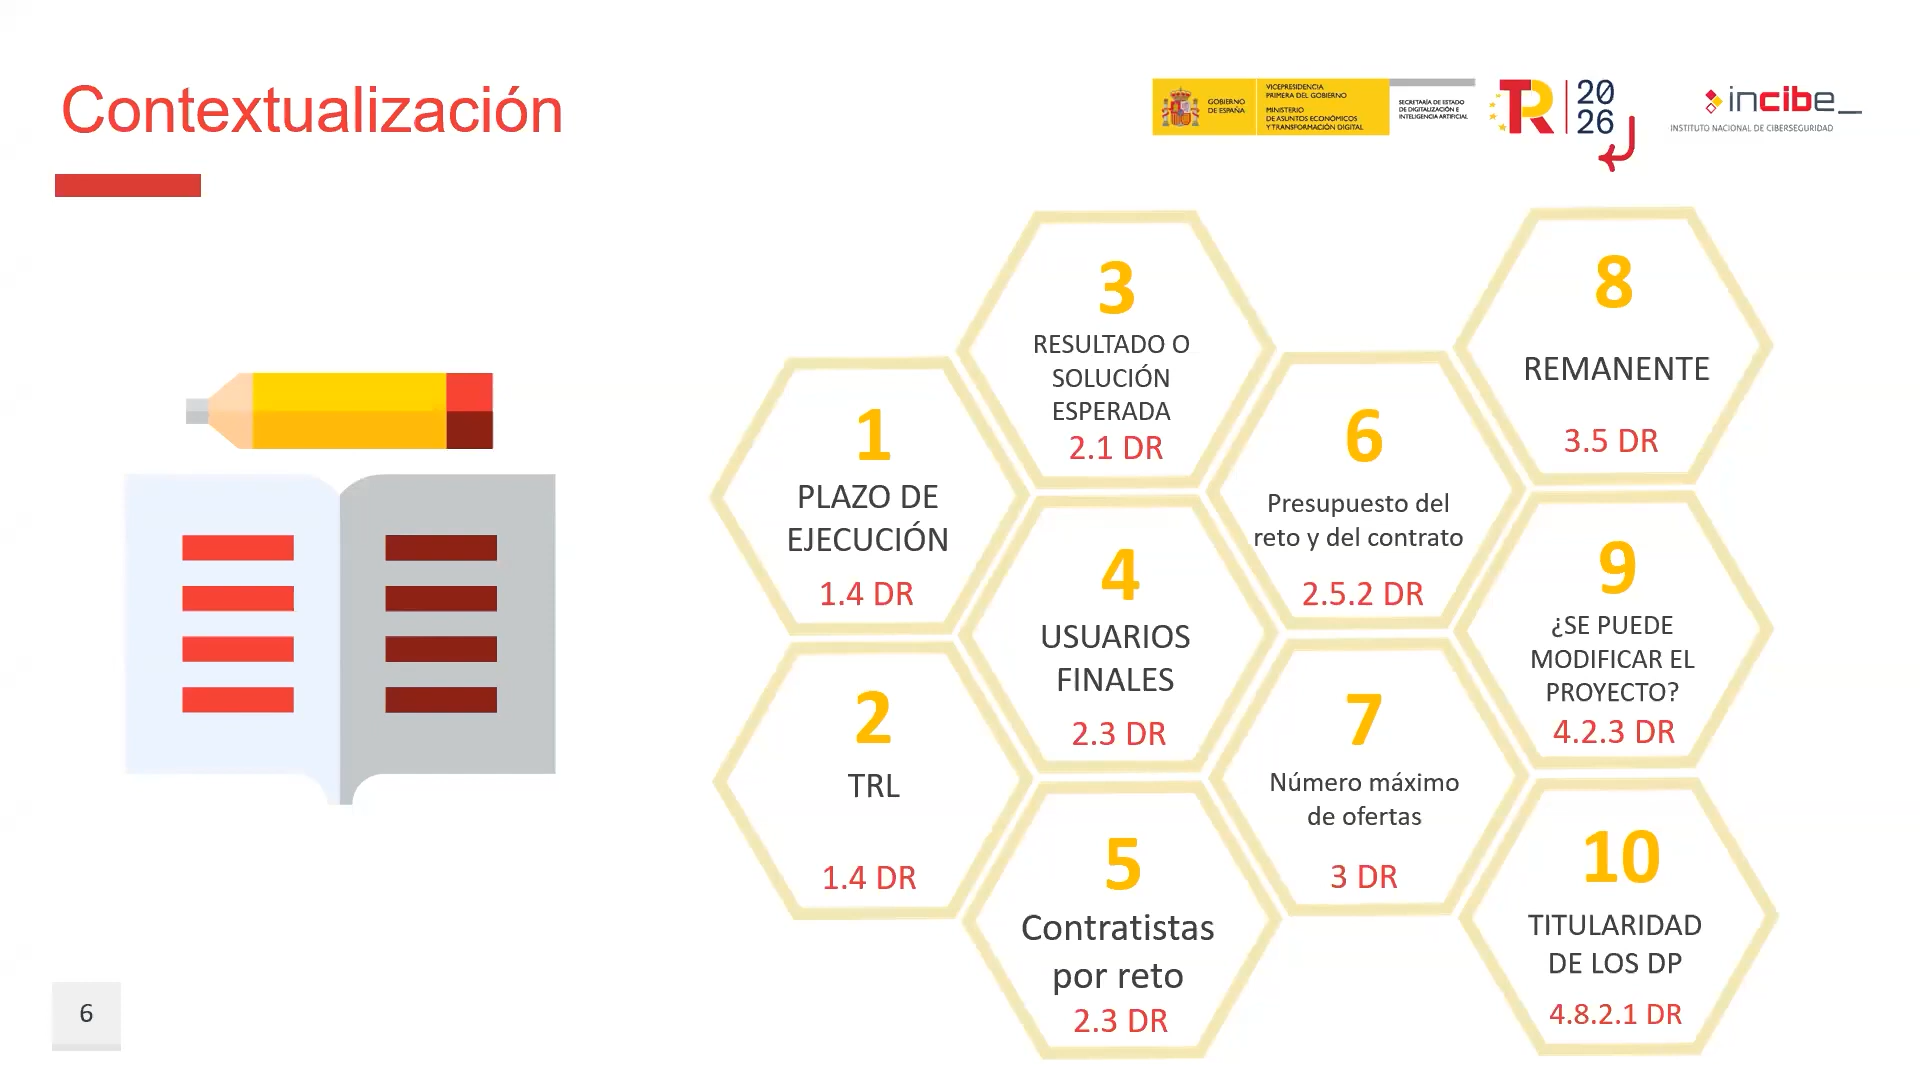 Contextualización
GOBIERNO
DE ESPAÑA
VICEPRESIDENCIA
PRIMERA DEL GOBIERNO
MINISTERIO
DE ASUNTOS ECONÓMICOS
Y TRANSFORMACIÓN DIGITAL
SECRETARÍA DE ESTADO
DE DIGITALIZACIÓN E
INTELIGENCIA ARTIFICIAL
TR
20
26
incibe_
INSTITUTO NACIONAL DE CIBERSEGURIDAD
1
PLAZO DE
EJECUCIÓN
1.4 DR
2
TRL
1.4 DR
3
RESULTADO O
SOLUCIÓN
ESPERADA
2.1 DR
4
USUARIOS
FINALES
2.3 DR
5
Contratistas
por reto
2.3 DR
6
Presupuesto del
reto y del contrato
2.5.2 DR
7
Número máximo
de ofertas
3 DR
8
REMANENTE
3.5 DR
9
¿SE PUEDE
MODIFICAR EL
PROYECTO?
4.2.3 DR
10
TITULARIDAD
DE LOS DP
4.8.2.1 DR
6